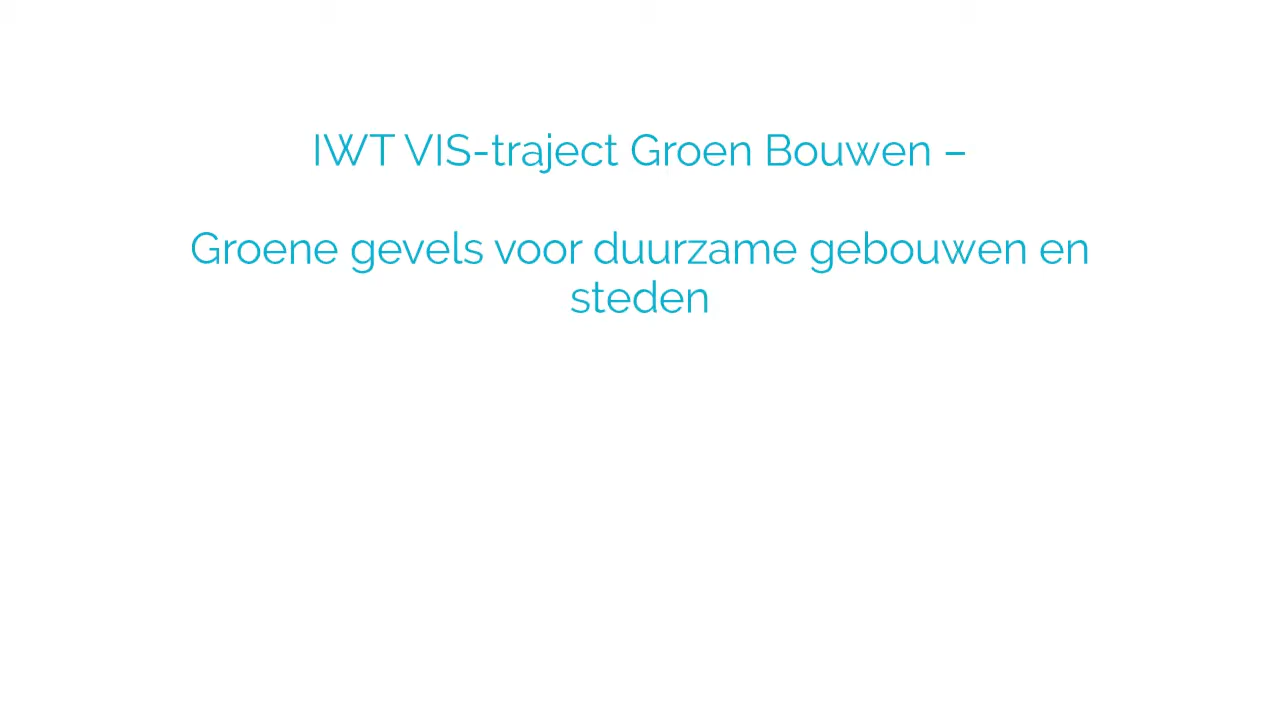 IWT VIS-traject Groen Bouwen –
Groene gevels voor duurzame gebouwen en
steden